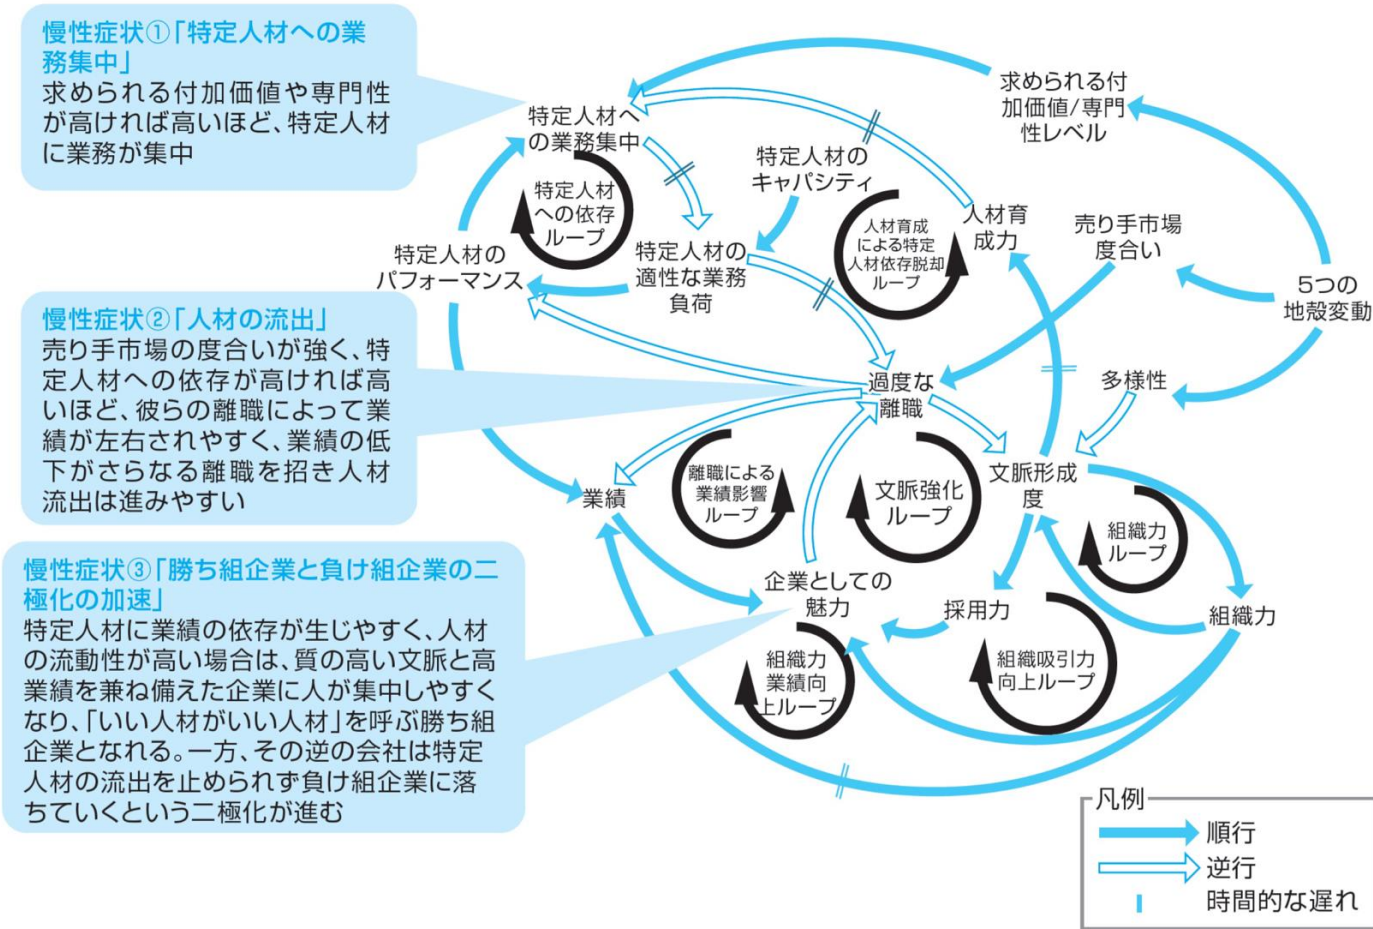 慢性症状①「特定人材への業
務集中」
求められる付加価値や専門性
が高ければ高いほど、特定人材
に業務が集中
慢性症状②「人材の流出」
売り手市場の度合いが強く、特
定人材への依存が高ければ高
いほど、彼らの離職によって業
績が左右されやすく、業績の低
下がさらなる離職を招き人材
流出は進みやすい
慢性症状③「勝ち組企業と負け組企業の二
極化の加速」
特定人材に業績の依存が生じやすく、人材
の流動性が高い場合は、質の高い文脈と高
業績を兼ね備えた企業に人が集中しやすく
なり、「いい人材がいい人材」を呼ぶ勝ち組
企業となれる。一方、その逆の会社は特定
人材の流出を止められず負け組企業に落
ちていくという二極化が進む
特定人材へ
の業務集中
求められる付
加価値/専門
性レベル
特定人材の
キャパシティ
特定人材
への依存
ループ
人材育成
による特定
人材依存脱却
ループ
人材育
成力
売り手市場
度合い
特定人材の
パフォーマンス
特定人材の
適性な業務
負荷
5つの
地殻変動
過度な
離職
多様性
離職による
業績影響
ループ
文脈強化
ループ
文脈形成
度
業績
組織力
ループ
企業としての
魅力
採用力
組織力
組織力
業績向
上ループ
組織吸引力
向上ループ
凡例
順行
逆行
時間的な遅れ